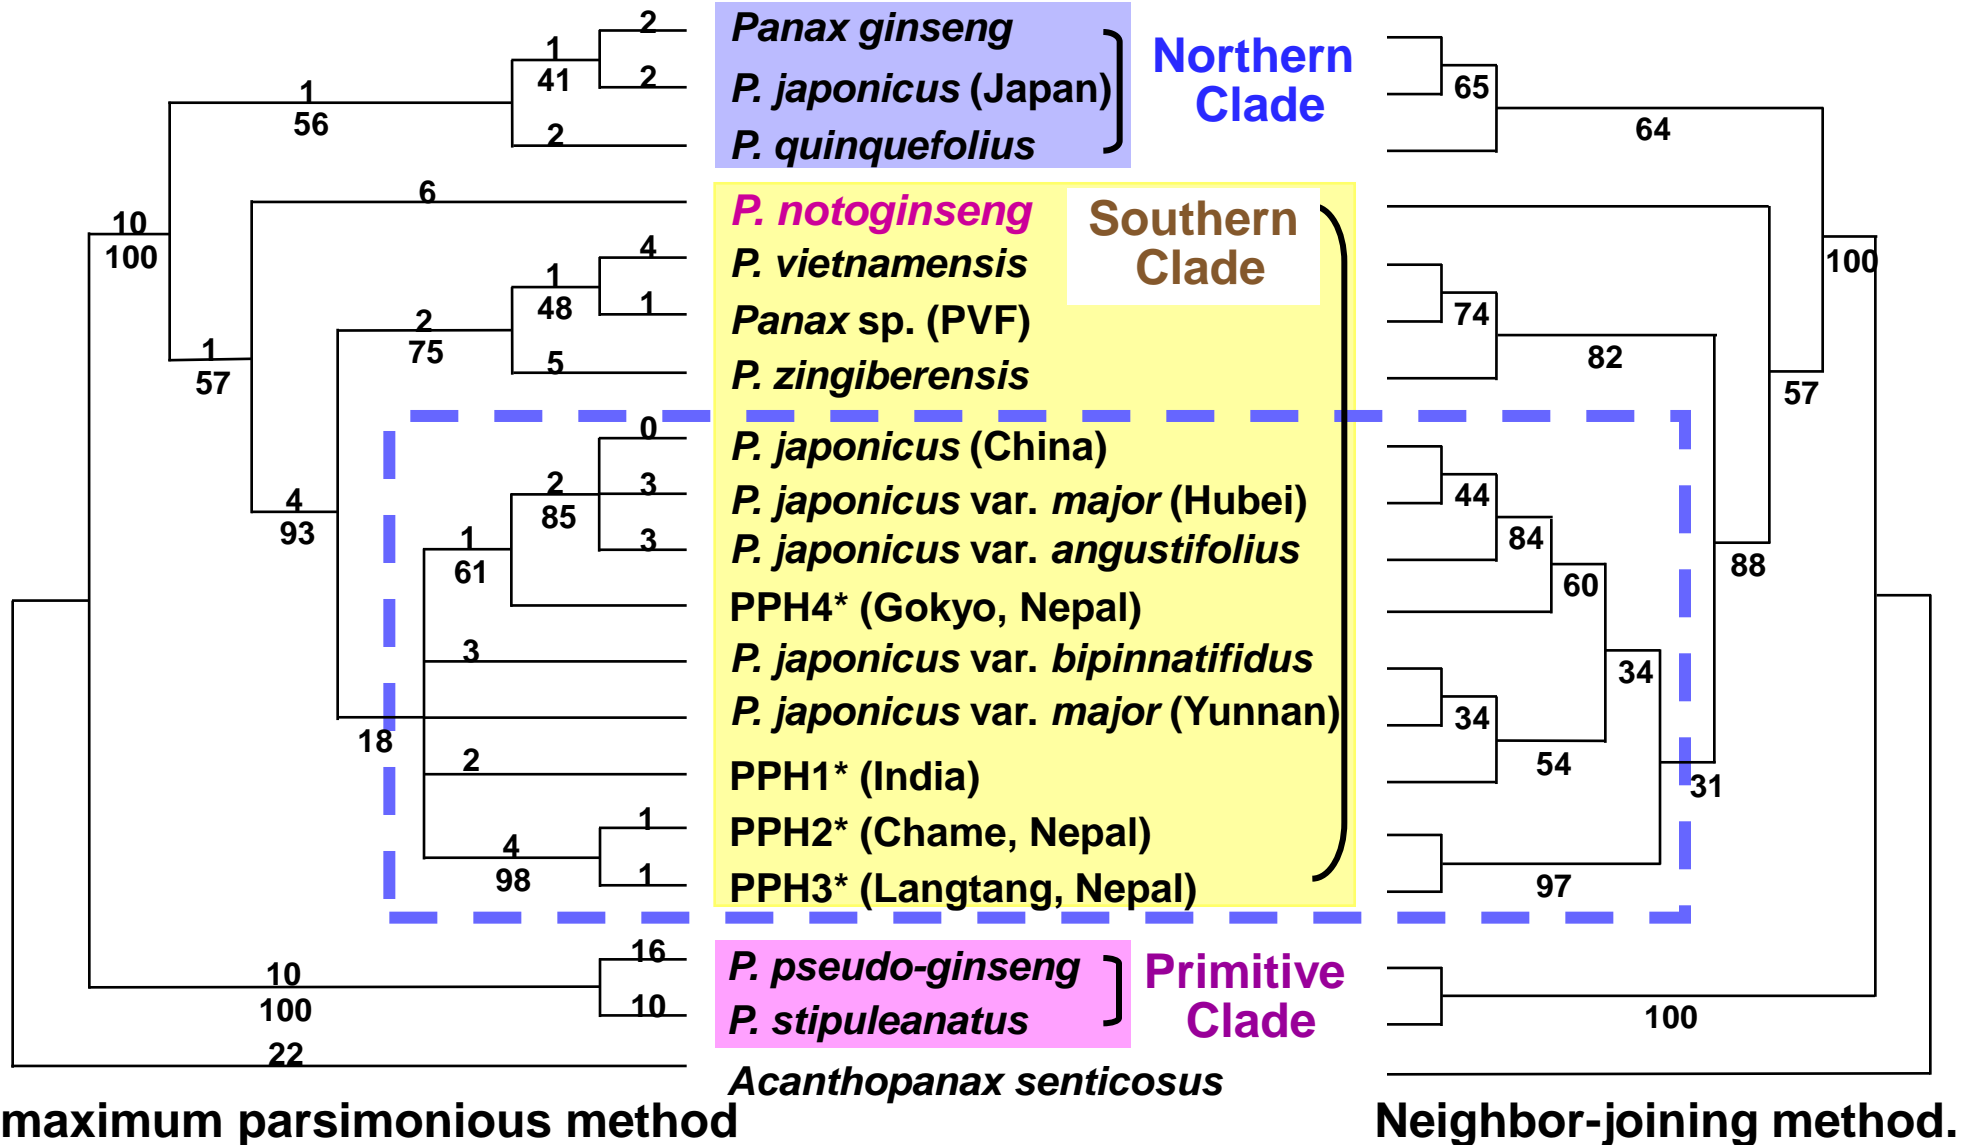 2
Panax ginseng
1
41
2
P. japonicus (Japan)
1
56
2
P. quinquefolius
Northern
Clade
65
64
6
P. notoginseng
Southern
Clade
10
100
4
P. vietnamensis
1
48
1
Panax sp. (PVF)
2
75
5
P. zingiberensis
1
57
100
74
82
57
0
P. japonicus (China)
2
85
3
P. japonicus var. major (Hubei)
4
93
3
P. japonicus var. angustifolius
1
61
PPH4* (Gokyo, Nepal)
3
P. japonicus var. bipinnatifidus
P. japonicus var. major (Yunnan)
18
2
PPH1* (India)
1
PPH2* (Chame, Nepal)
4
98
1
PPH3* (Langtang, Nepal)
44
84
60
88
34
34
54
31
97
16
P. pseudo-ginseng
10
100
10
P. stipuleanatus
Primitive
Clade
100
22
Acanthopanax senticosus
maximum parsimonious method
Neighbor-joining method.